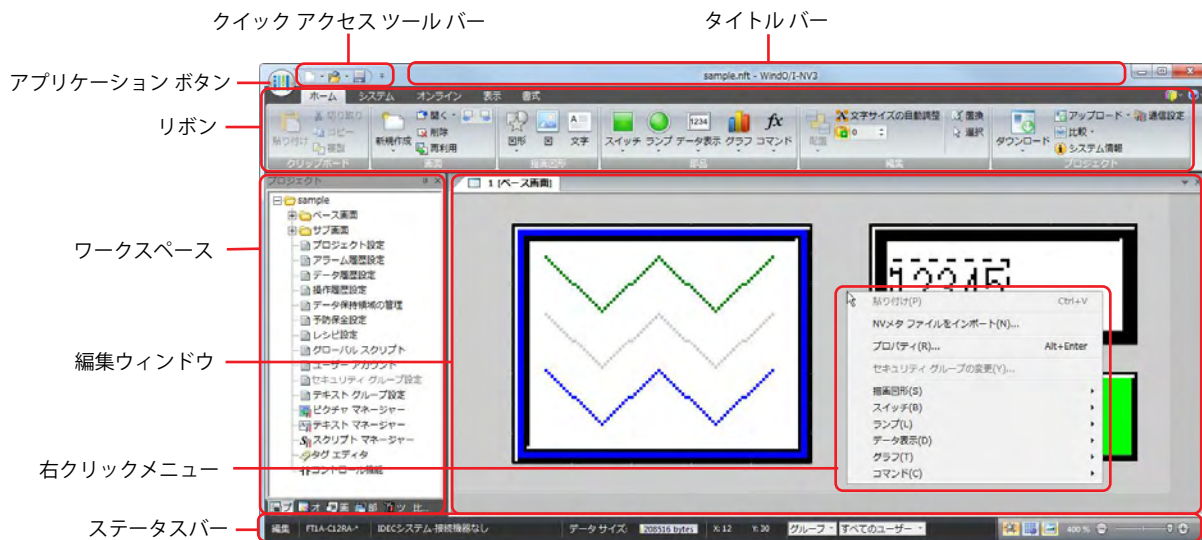 クイック アクセス ツール バー
タイトル バー
アプリケーション ボタン
sample.nft - WindO/I-NV3
ホーム システム オンライン 表示 書式
リボン
貼り付け 切り取り コピー 複製
新規作成 開く 削除 再利用
図形 図 文字
スイッチ ランプ データ表示 グラフ コマンド
1234
fx
配置 文字サイズの自動調整 0 置換 選択
ダウンロード アップロード 通信設定 比較 システム情報
クリップボード 画面 描画図形 部品 編集 プロジェクト
プロジェクト
1 [ベース画面]
sample
ベース画面
サブ画面
プロジェクト設定
アラーム履歴設定
データ履歴設定
操作履歴設定
データ保持領域の管理
予防保全設定
レシピ設定
グローバル スクリプト
ユーザー アカウント
セキュリティ グループ設定
テキスト グループ設定
ピクチャ マネージャー
テキスト マネージャー
スクリプト マネージャー
タグ エディタ
コントロール機能
ワークスペース
編集ウィンドウ
12345
貼り付け(P) Ctrl+V
NVメタ ファイルをインポート(N)...
プロパティ(R)... Alt+Enter
セキュリティ グループの変更(Y)...
描画図形(S)
スイッチ(B)
ランプ(L)
データ表示(D)
グラフ(T)
コマンド(C)
右クリックメニュー
ステータスバー
編集 FT1A-C12RA-* IDECシステム-接続機器なし データ サイズ: 208516 bytes X: 12 Y: 30 グループ すべてのユーザー 400 %